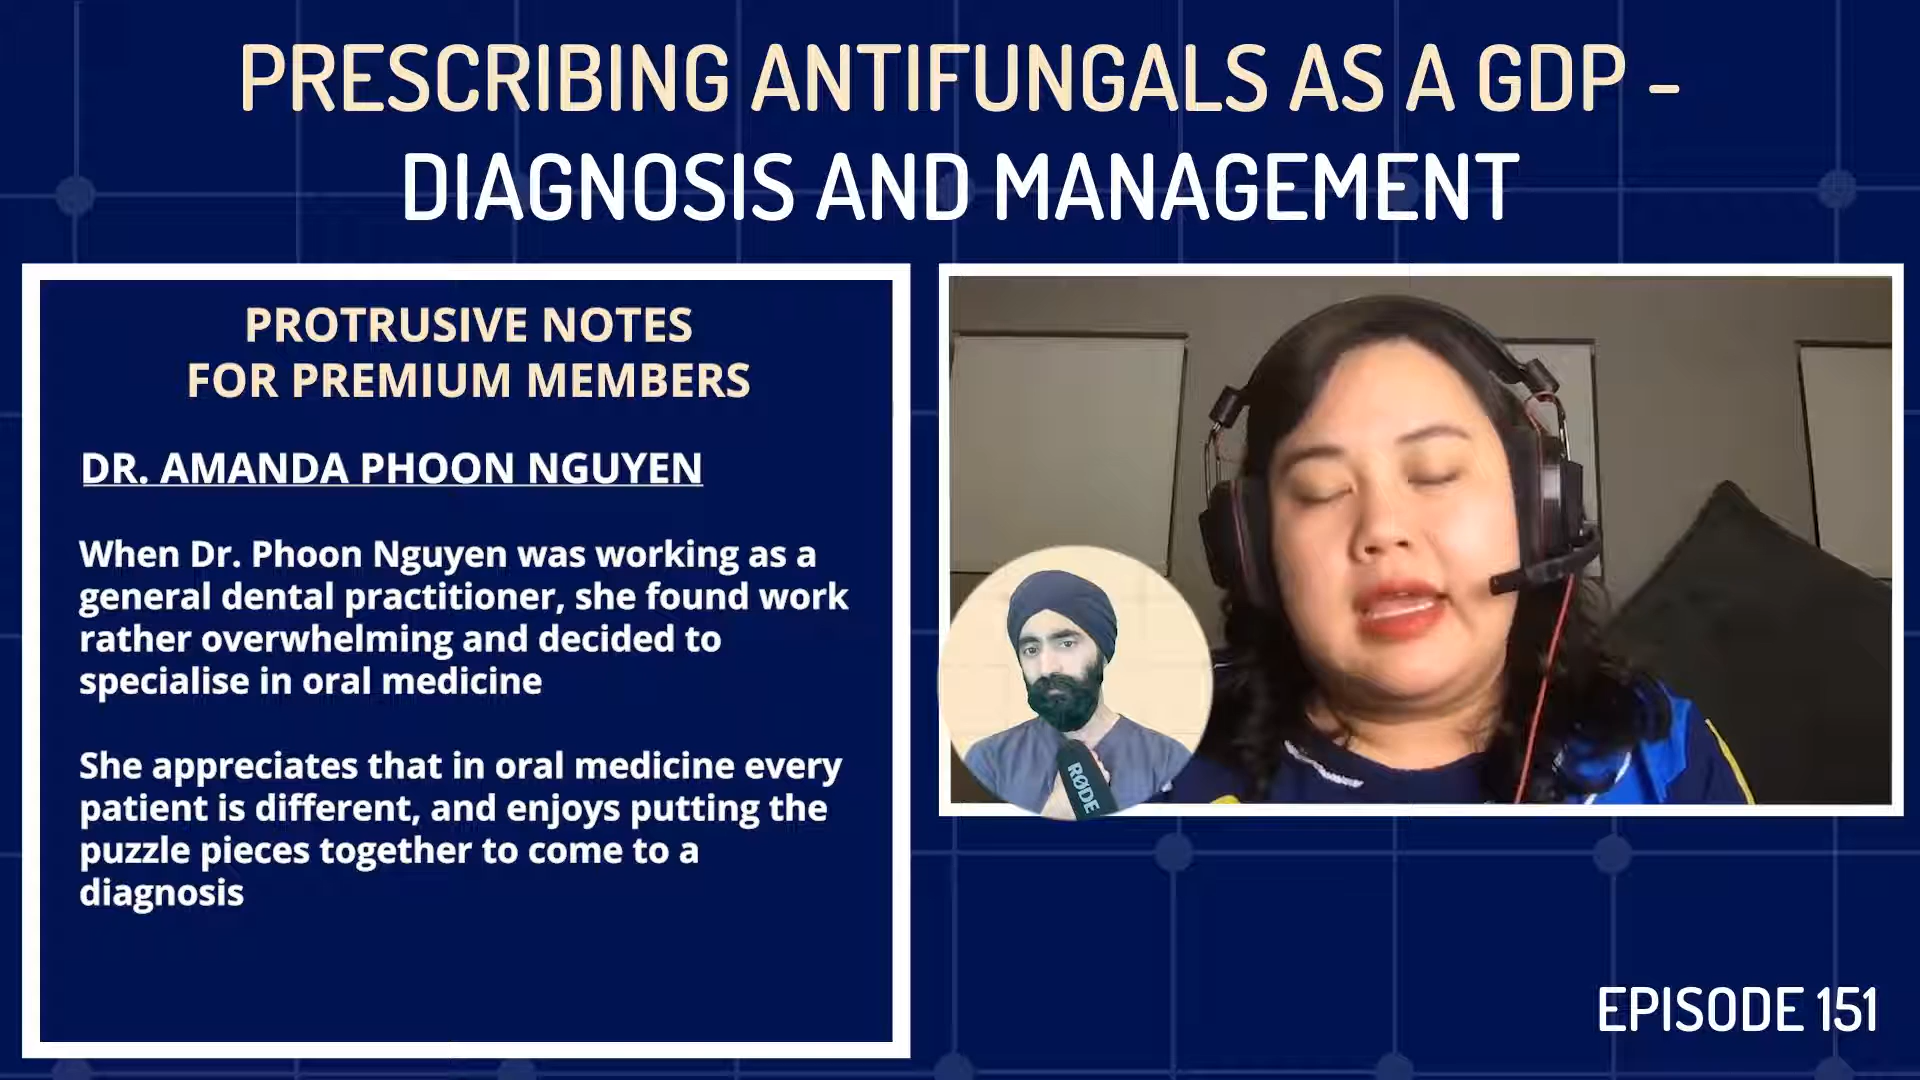 PRESCRIBING ANTIFUNGALS AS A GDP –
DIAGNOSIS AND MANAGEMENT
PROTRUSIVE NOTES
FOR PREMIUM MEMBERS
DR. AMANDA PHOON NGUYEN
When Dr. Phoon Nguyen was working as a
general dental practitioner, she found work
rather overwhelming and decided to
specialise in oral medicine
She appreciates that in oral medicine every
patient is different, and enjoys putting the
puzzle pieces together to come to a
diagnosis
RØDE
EPISODE 151